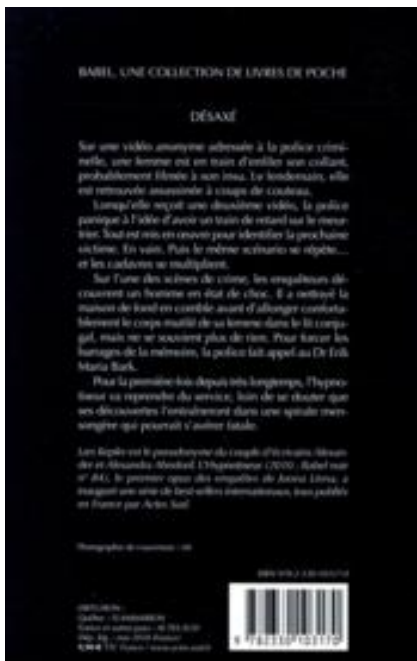 BABEL, UNE COLLECTION DE LIVRES DE POCHE
DÉSAXÉ
Sur une vidéo anonyme adressée à la police crimi-
nelle, une femme est en train d'enfiler son collant,
probablement filmée à son insu. Le lendemain, elle
est retrouvée assassinée à coups de couteau.
Lorsqu'elle reçoit une deuxième vidéo, la police
panique à l'idée d'avoir un train de retard sur le meur-
trier. Tout est mis en œuvre pour identifier la prochaine
victime. En vain. Puis le même scénario se répète…
et les cadavres se multiplient.
Sur l'une des scènes de crime, les enquêteurs dé-
couvrent un homme en état de choc. Il a nettoyé la
maison de fond en comble avant d'allonger conforta-
blement le corps mutilé de sa femme dans le lit conju-
gal, mais ne se souvient plus de rien. Pour forcer les
barrages de la mémoire, la police fait appel au Dr Erik
Maria Bark.
Pour la première fois depuis très longtemps, l'hypno-
tiseur va reprendre du service, loin de se douter que
ses découvertes l'entraîneront dans une spirale men-
songère qui pourrait s'avérer fatale.
Lars Kepler est le pseudonyme du couple d'écrivains Alexan-
der et Alexandra Ahndoril. L'Hypnotiseur (2010 ; Babel noir
le premier opus des enquêtes de Joona Linna, a
inauguré une série de best-sellers internationaux, tous publiés
en France par Actes Sud.
Photographie de couverture :
DIFFUSION :
Québec :